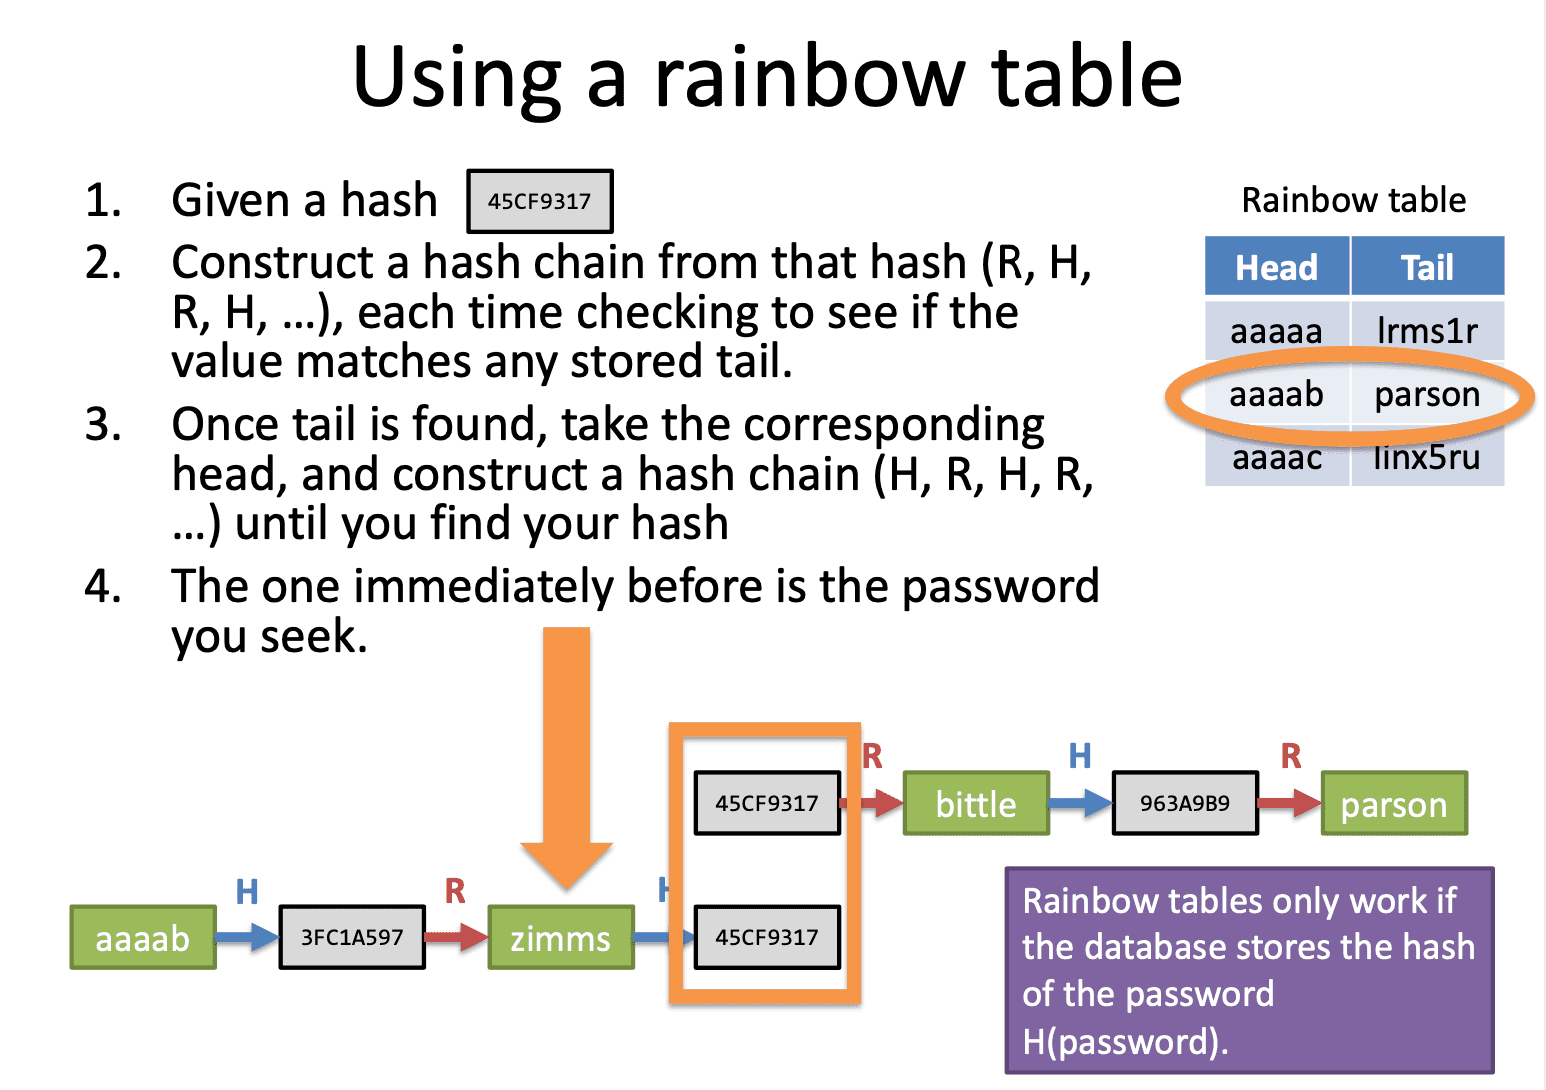 Using a rainbow table
1. Given a hash 45CF9317
2. Construct a hash chain from that hash (R, H,
R, H, …), each time checking to see if the
value matches any stored tail.
3. Once tail is found, take the corresponding
head, and construct a hash chain (H, R, H, R,
…) until you find your hash
4. The one immediately before is the password
you seek.
Rainbow table
Head Tail
aaaaa lrms1r
aaaab parson
aaaac linx5ru
R H R
45CF9317 bittle 963A9B9 parson
H R H
aaaab 3FC1A597 zimms 45CF9317
Rainbow tables only work if
the database stores the hash
of the password
H(password).